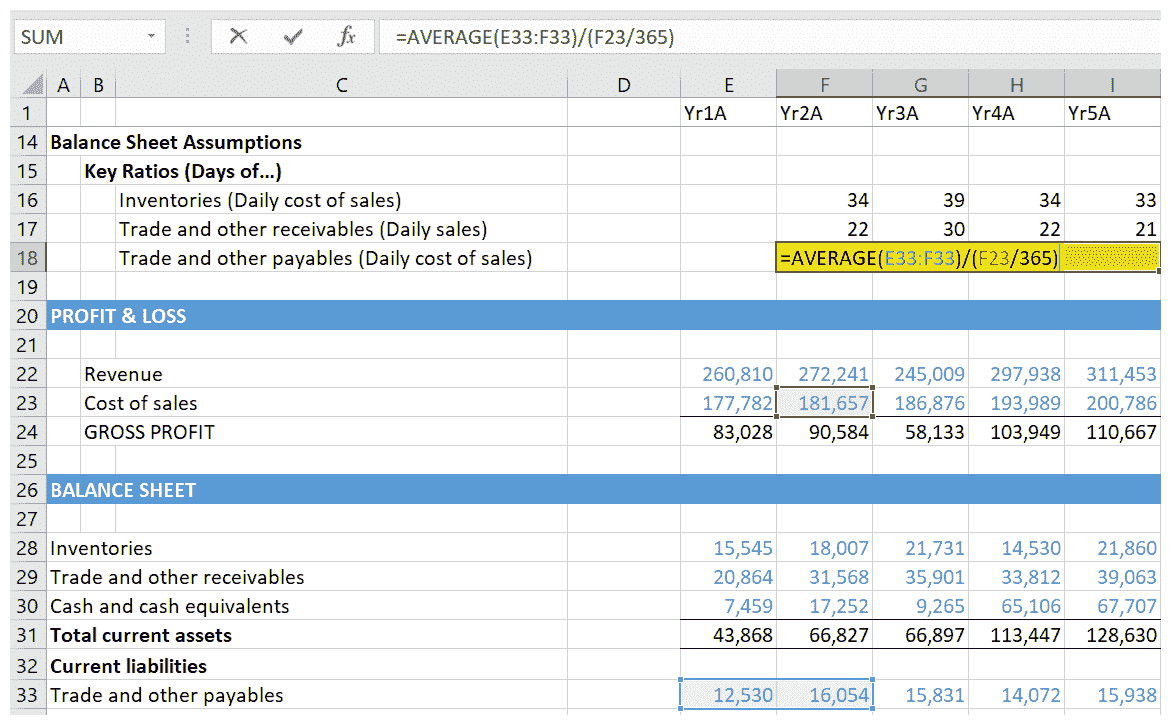 SUM fx =AVERAGE(E33:F33)/(F23/365)
A B C D E F G H I
1 Yr1A Yr2A Yr3A Yr4A Yr5A
14 Balance Sheet Assumptions
15 Key Ratios (Days of...)
16 Inventories (Daily cost of sales) 34 39 34 33
17 Trade and other receivables (Daily sales) 22 30 22 21
18 Trade and other payables (Daily cost of sales) =AVERAGE(E33:F33)/(F23/365)
19
20 PROFIT & LOSS
21
22 Revenue 260,810 272,241 245,009 297,938 311,453
23 Cost of sales 177,782 181,657 186,876 193,989 200,786
24 GROSS PROFIT 83,028 90,584 58,133 103,949 110,667
25
26 BALANCE SHEET
27
28 Inventories 15,545 18,007 21,731 14,530 21,860
29 Trade and other receivables 20,864 31,568 35,901 33,812 39,063
30 Cash and cash equivalents 7,459 17,252 9,265 65,106 67,707
31 Total current assets 43,868 66,827 66,897 113,447 128,630
32 Current liabilities
33 Trade and other payables 12,530 16,054 15,831 14,072 15,938